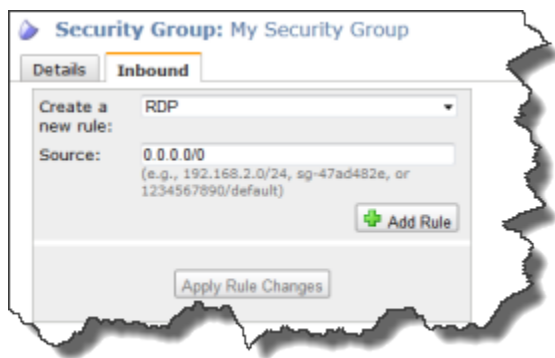 Security Group: My Security Group
Details Inbound
Create a new rule: RDP
Source: 0.0.0.0/0
(e.g., 192.168.2.0/24, sg-47ad482e, or
1234567890/default)
Add Rule
Apply Rule Changes